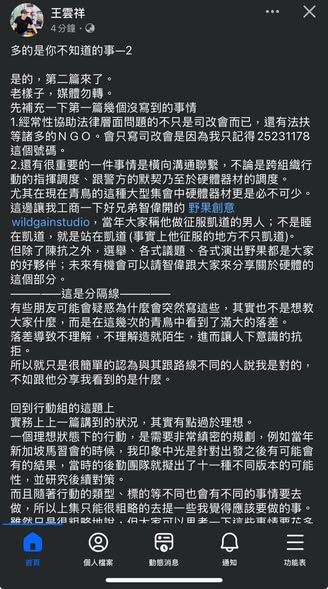 王雲祥
4分鐘 ·
多的是你不知道的事—2
是的，第二篇來了。
老樣子，媒體勿轉。
先補充一下第一篇幾個沒寫到的事情
1.經常性協助法律層面問題的不只是司改會而已，還有法扶
等諸多的ＮＧＯ。會只寫司改會是因為我只記得25231178
這個號碼。
2.還有很重要的一件事情是橫向溝通聯繫，不論是跨組織行
動的指揮調度、跟警方的默契乃至於硬體器材的調度。
尤其在現在青鳥的這種大型集會中硬體器材更是必不可少。
這邊讓我工商一下好兄弟智偉開的 野果創意
wildgainstudio，當年大家稱他做征服凱道的男人；不是睡
在凱道，就是站在凱道(事實上他征服的地方不只凱道)。
但除了陳抗之外，選舉、各式議題、各式演出野果都是大家
的好夥伴；未來有機會可以請智偉跟大家來分享關於硬體的
這個部分。
————這是分隔線————
有些朋友可能會疑惑為什麼會突然寫這些，其實也不是想教
大家什麼，而是在這幾次的青鳥中看到了滿大的落差。
落差導致不理解，不理解造就陌生，進而讓人下意識的抗
拒。
所以就只是很簡單的認為與其跟路線不同的人說我是對的，
不如跟他分享我看到的是什麼。
回到行動組的這題上
實務上上一篇講到的狀況，其實有點過於理想。
一個理想狀態下的行動，是需要非常縝密的規劃，例如當年
新加坡馬習會的時候，我印象中光是針對出發之後有可能會
有的結果，當時的後勤團隊就擬出了十一種不同版本的可能
性，並研究後續對策。
而且隨著行動的類型、標的等不同也會有不同的事情要去
做，所以上集只能很粗略的去提一些我覺得應該要做的事。
雖然只是很粗略地說，但大家可以思考一下這些事情要花多
首頁
個人檔案
動態消息
通知
功能表